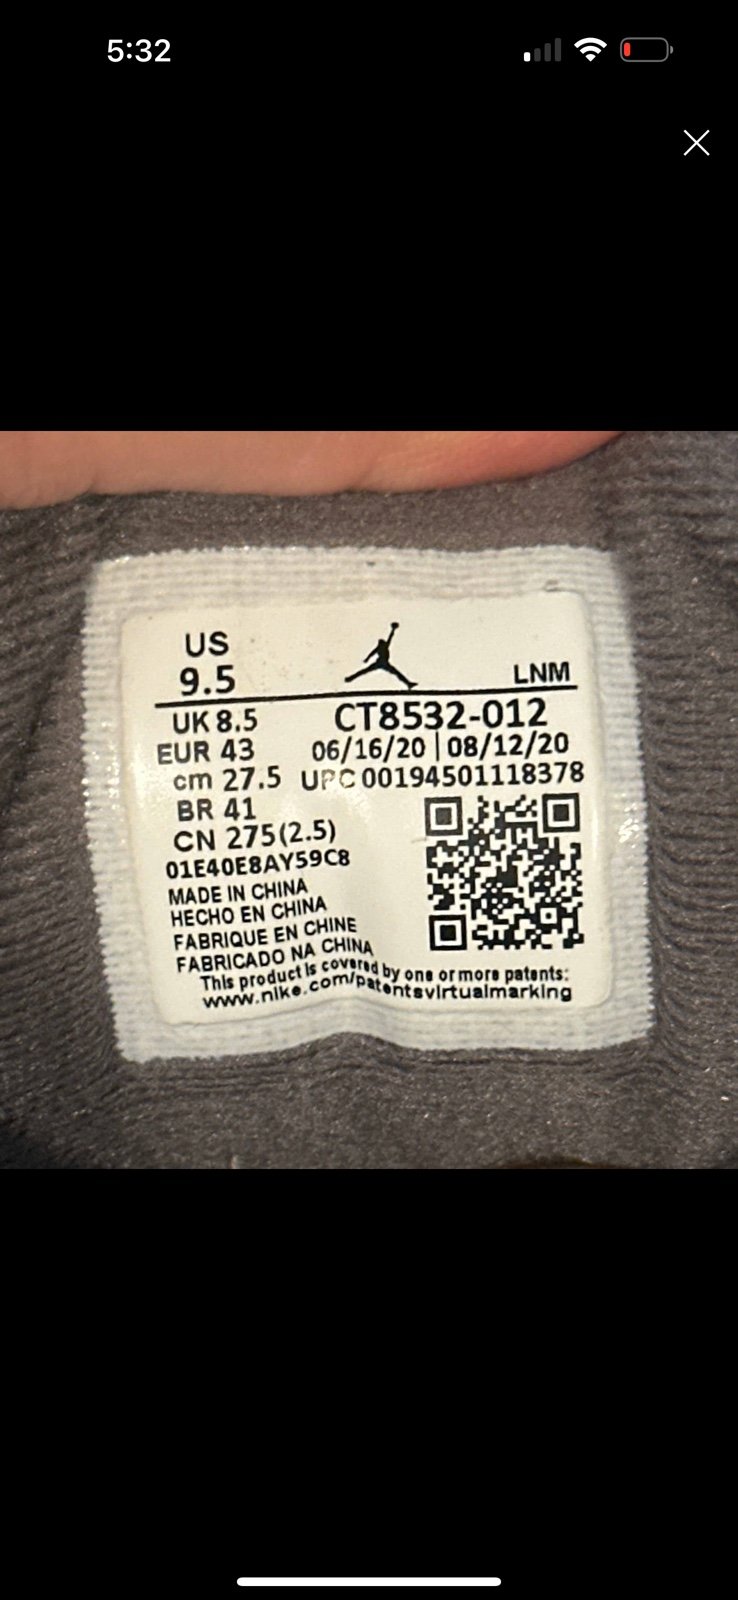 5:32
US
9.5
LNM
UK 8.5
CT8532-012
EUR 43
06/16/20 | 08/12/20
cm 27.5
UPC 00194501118378
BR 41
CN 275(2.5)
01E40E8AY59C8
MADE IN CHINA
HECHO EN CHINA
FABRIQUE EN CHINE
FABRICADO NA CHINA
This product is covered by one or more patents:
www.nike.com/patentsvirtualmarking